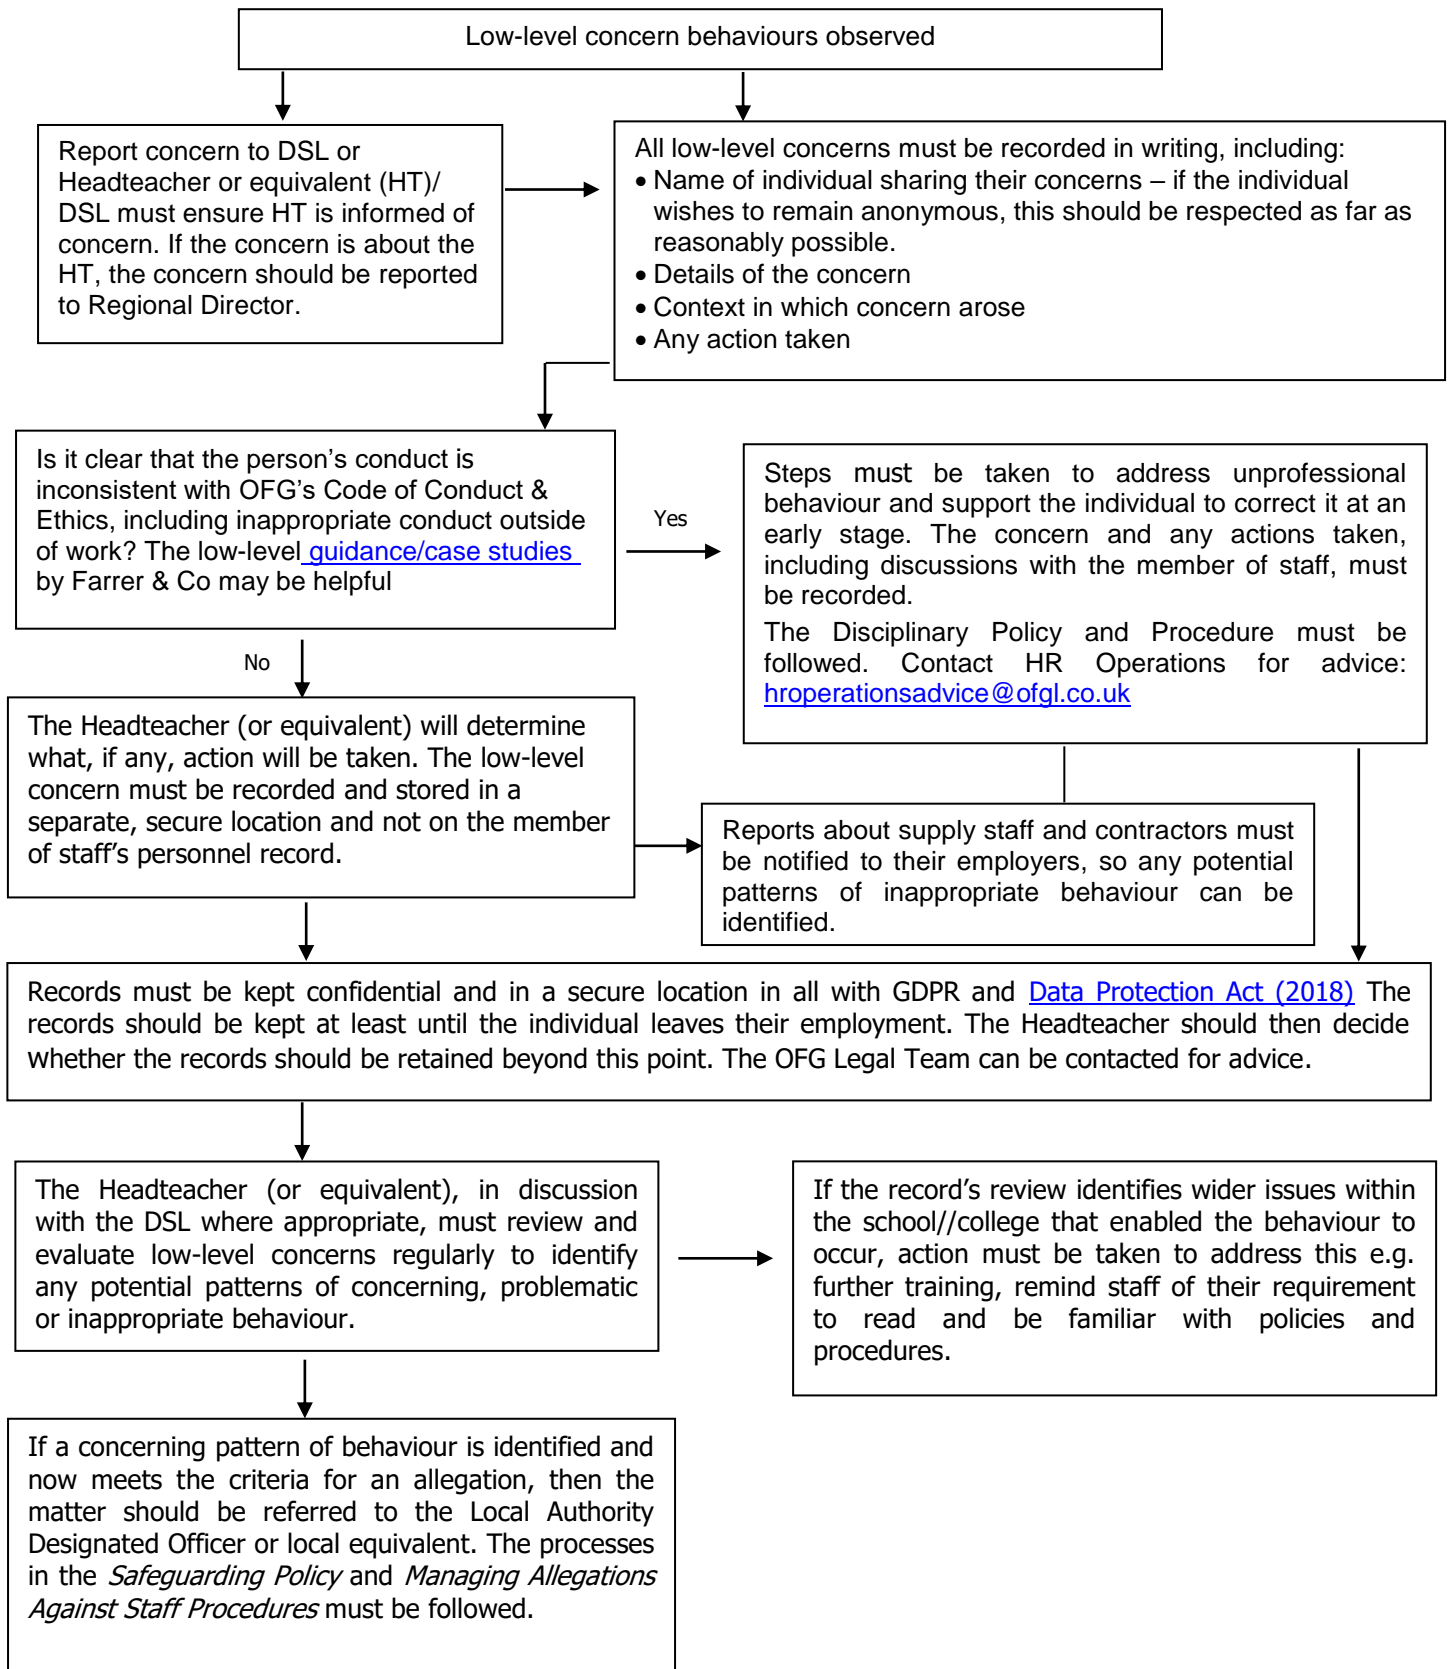 Low-level concern behaviours observed
Report concern to DSL or
Headteacher or equivalent (HT)/
DSL must ensure HT is informed of
concern. If the concern is about the
HT, the concern should be reported
to Regional Director.
All low-level concerns must be recorded in writing, including:
• Name of individual sharing their concerns – if the individual
wishes to remain anonymous, this should be respected as far as
reasonably possible.
• Details of the concern
• Context in which concern arose
• Any action taken
Is it clear that the person’s conduct is
inconsistent with OFG’s Code of Conduct &
Ethics, including inappropriate conduct outside
of work? The low-level guidance/case studies
by Farrer & Co may be helpful
Yes
Steps must be taken to address unprofessional
behaviour and support the individual to correct it at an
early stage. The concern and any actions taken,
including discussions with the member of staff, must
be recorded.
The Disciplinary Policy and Procedure must be
followed. Contact HR Operations for advice:
hroperationsadvice@ofgl.co.uk
No
The Headteacher (or equivalent) will determine
what, if any, action will be taken. The low-level
concern must be recorded and stored in a
separate, secure location and not on the member
of staff’s personnel record.
Reports about supply staff and contractors must
be notified to their employers, so any potential
patterns of inappropriate behaviour can be
identified.
Records must be kept confidential and in a secure location in all with GDPR and Data Protection Act (2018) The
records should be kept at least until the individual leaves their employment. The Headteacher should then decide
whether the records should be retained beyond this point. The OFG Legal Team can be contacted for advice.
The Headteacher (or equivalent), in discussion
with the DSL where appropriate, must review and
evaluate low-level concerns regularly to identify
any potential patterns of concerning, problematic
or inappropriate behaviour.
If the record’s review identifies wider issues within
the school//college that enabled the behaviour to
occur, action must be taken to address this e.g.
further training, remind staff of their requirement
to read and be familiar with policies and
procedures.
If a concerning pattern of behaviour is identified and
now meets the criteria for an allegation, then the
matter should be referred to the Local Authority
Designated Officer or local equivalent. The processes
in the Safeguarding Policy and Managing Allegations
Against Staff Procedures must be followed.